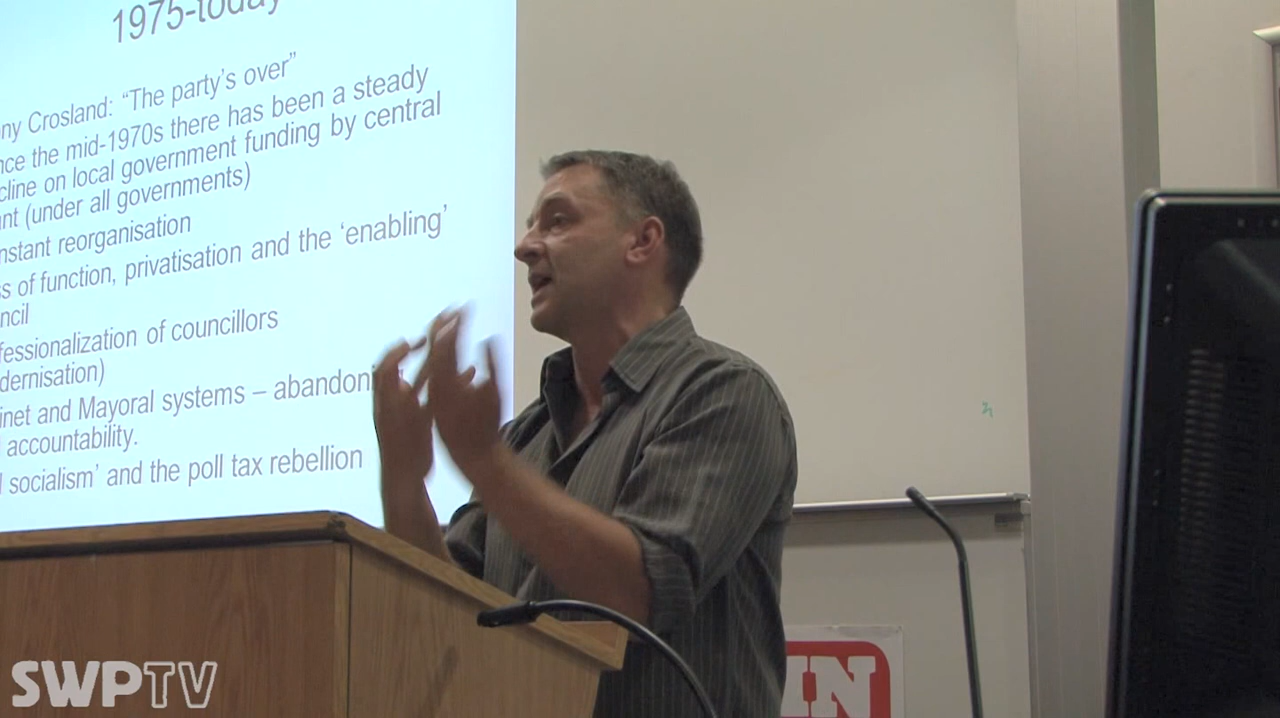 1975-today
ny Crosland: “The party’s over”
nce the mid-1970s there has been a steady
cline on local government funding by central
nt (under all governments)
nstant reorganisation
s of function, privatisation and the ‘enabling’
ncil
fessionalization of councillors
dernisation)
inet and Mayoral systems – abandoni
accountability.
l socialism’ and the poll tax rebellion
IN
SWPTV